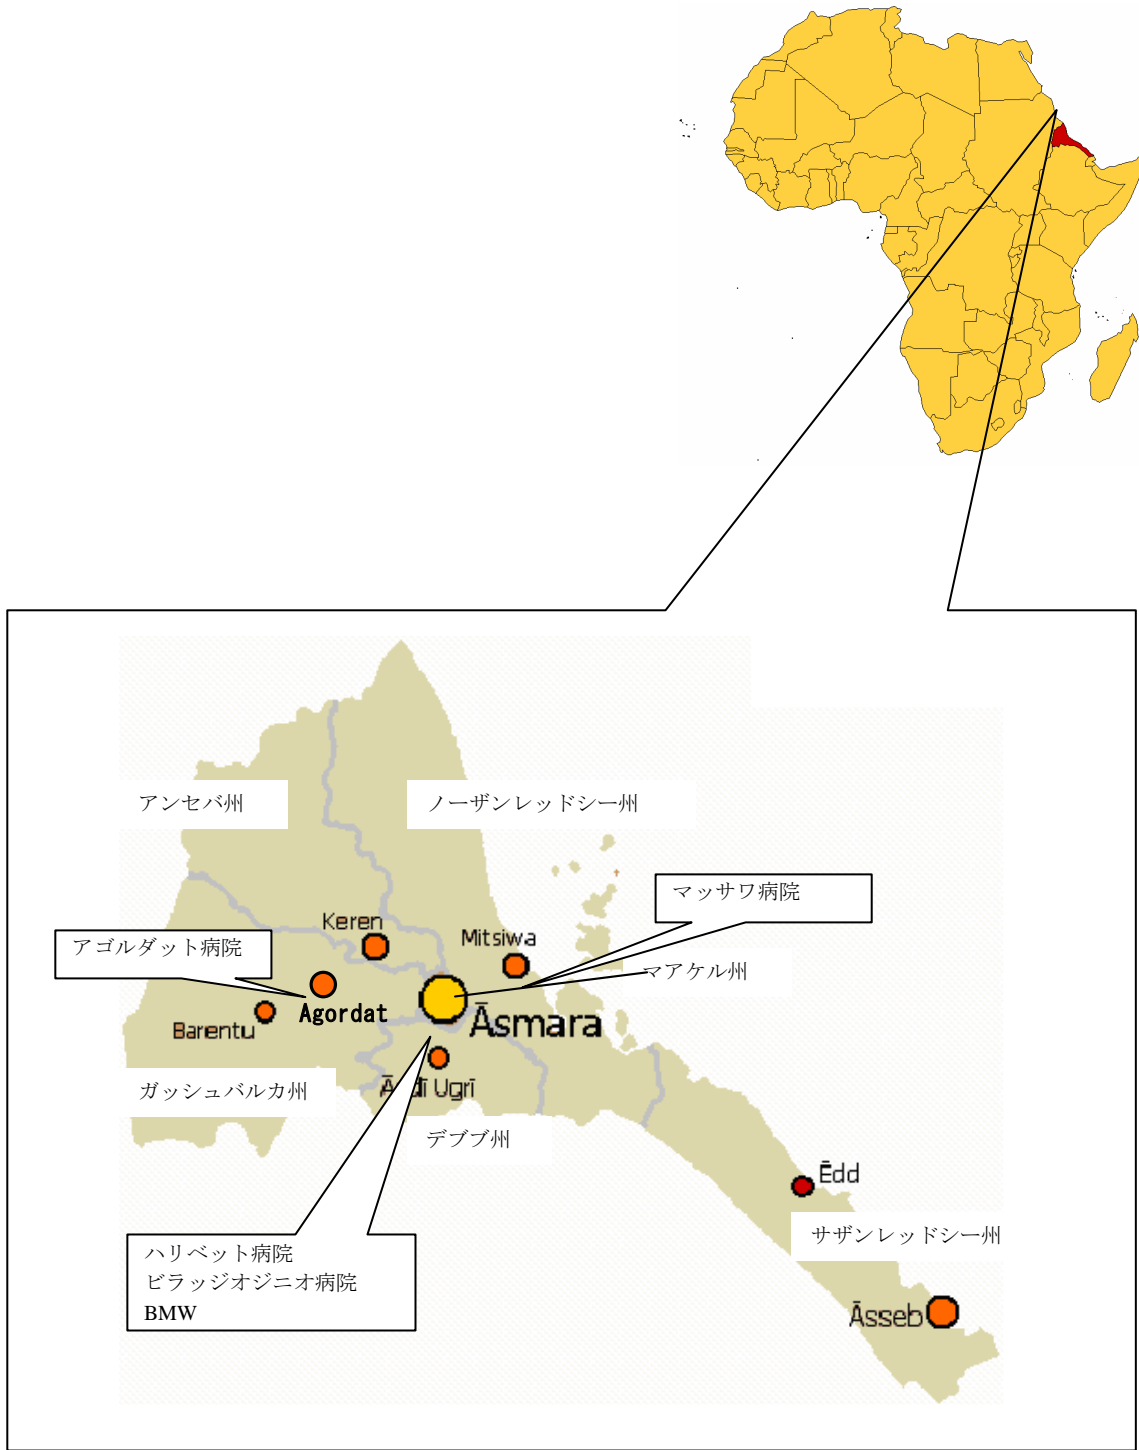 アンセバ州
ノーザンレッドシー州
マッサワ病院
Keren
Mitsiwa
アゴルダット病院
マアケル州
Agordat
Barentu
Āsmara
ガッシュバルカ州
Ādī Ugrī
デブブ州
Ēdd
サザンレッドシー州
ハリベット病院
ビラッジオジニオ病院
BMW
Āsseb